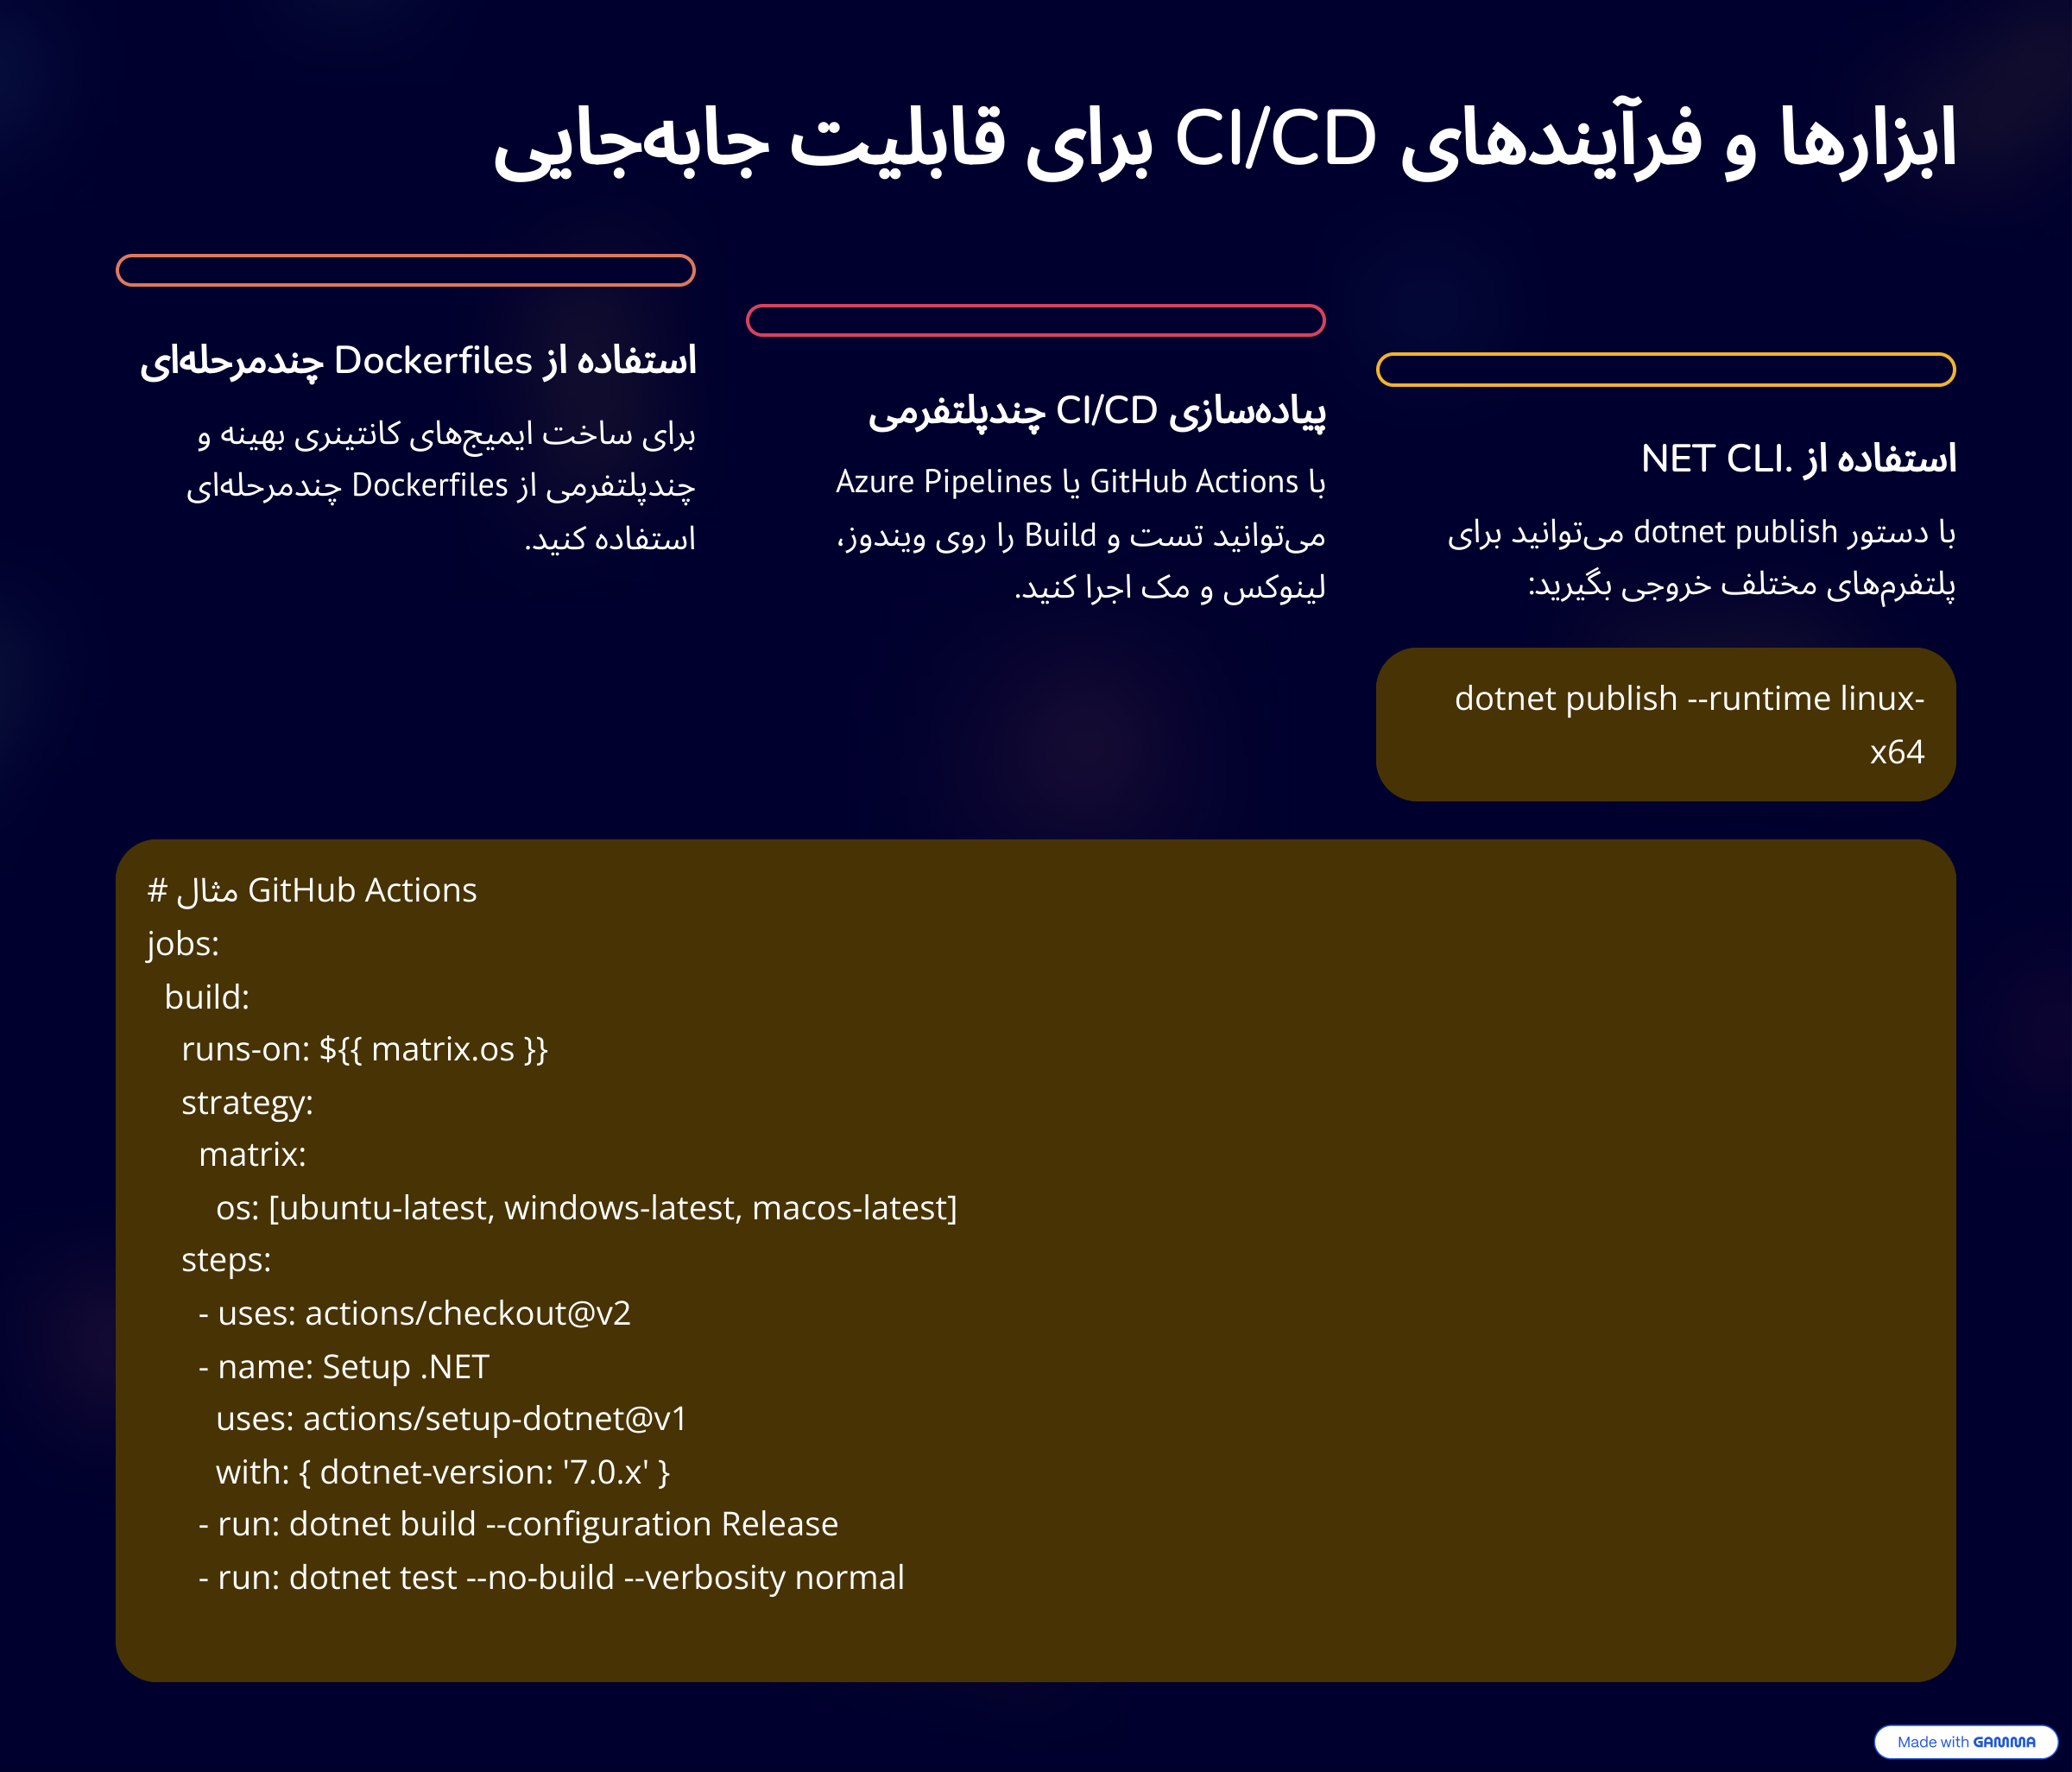 ابزارها و فرآیندهای CI/CD برای قابلیت جابه‌جایی
استفاده از .NET CLI
با دستور dotnet publish می‌توانید برای
پلتفرم‌های مختلف خروجی بگیرید:
dotnet publish --runtime linux-
x64
پیاده‌سازی CI/CD چندپلتفرمی
با GitHub Actions یا Azure Pipelines
می‌توانید تست و Build را روی ویندوز،
لینوکس و مک اجرا کنید.
استفاده از Dockerfiles چندمرحله‌ای
برای ساخت ایمیج‌های کانتینری بهینه و
چندپلتفرمی از Dockerfiles چندمرحله‌ای
استفاده کنید.
# مثال GitHub Actions
jobs:
  build:
    runs-on: ${{ matrix.os }}
    strategy:
      matrix:
        os: [ubuntu-latest, windows-latest, macos-latest]
    steps:
      - uses: actions/checkout@v2
      - name: Setup .NET
        uses: actions/setup-dotnet@v1
        with: { dotnet-version: '7.0.x' }
      - run: dotnet build --configuration Release
      - run: dotnet test --no-build --verbosity normal
Made with GAMMA